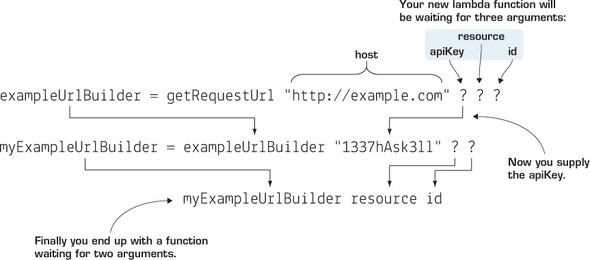 Your new lambda function will
be waiting for three arguments:
resource
apiKey id
host
exampleUrlBuilder = getRequestUrl "http://example.com" ? ? ?
myExampleUrlBuilder = exampleUrlBuilder "1337hAsk3ll" ? ?
Now you supply
the apiKey.
myExampleUrlBuilder resource id
Finally you end up with a function
waiting for two arguments.